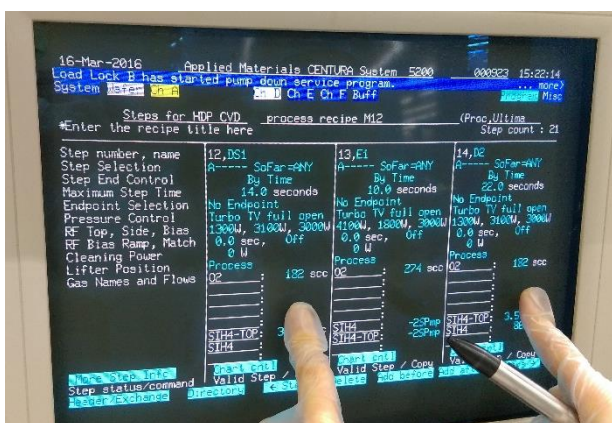 16-Mar-2016 Applied Materials CENTURA System 5200 000923 15:22:14
Load Lock B has started pump down service program. ... more)
System Ch A Ch D Ch E Ch F Buff Program Misc
Steps for HDP CVD process recipe M12 (Proc,Ultima
*Enter the recipe title here Step count : 21
Step number, name 12,DS1 13,E1 14,D2
Step Selection A----- SoFar=ANY A----- SoFar=ANY A----- SoFar=ANY
Step End Control By Time By Time By Time
Maximum Step Time 14.0 seconds 10.0 seconds 22.0 seconds
Endpoint Selection No Endpoint No Endpoint No Endpoint
Pressure Control Turbo TV full open Turbo TV full open Turbo TV full open
RF Top, Side, Bias 1300W, 3100W, 3000W 4100W, 1800W, 3000W 1300W, 3100W, 3000W
RF Bias Ramp, Match 0.0 sec, Off 0.0 sec, Off 0.0 sec, Off
Cleaning Power 0 W 0 W 0 W
Lifter Position Process Process Process
Gas Names and Flows O2 : 182 scc O2 : 274 scc O2 : 182 scc
SIH4-TOP: SIH4 : -2SPmp SIH4-TOP:
SIH4 SIH4-TOP: -2SPmp SIH4 :
More Step Info Chart cntl Chart cntl
Step status/command Valid Step / Valid Step / Copy / Copy
Header/Exchange Directory Add before